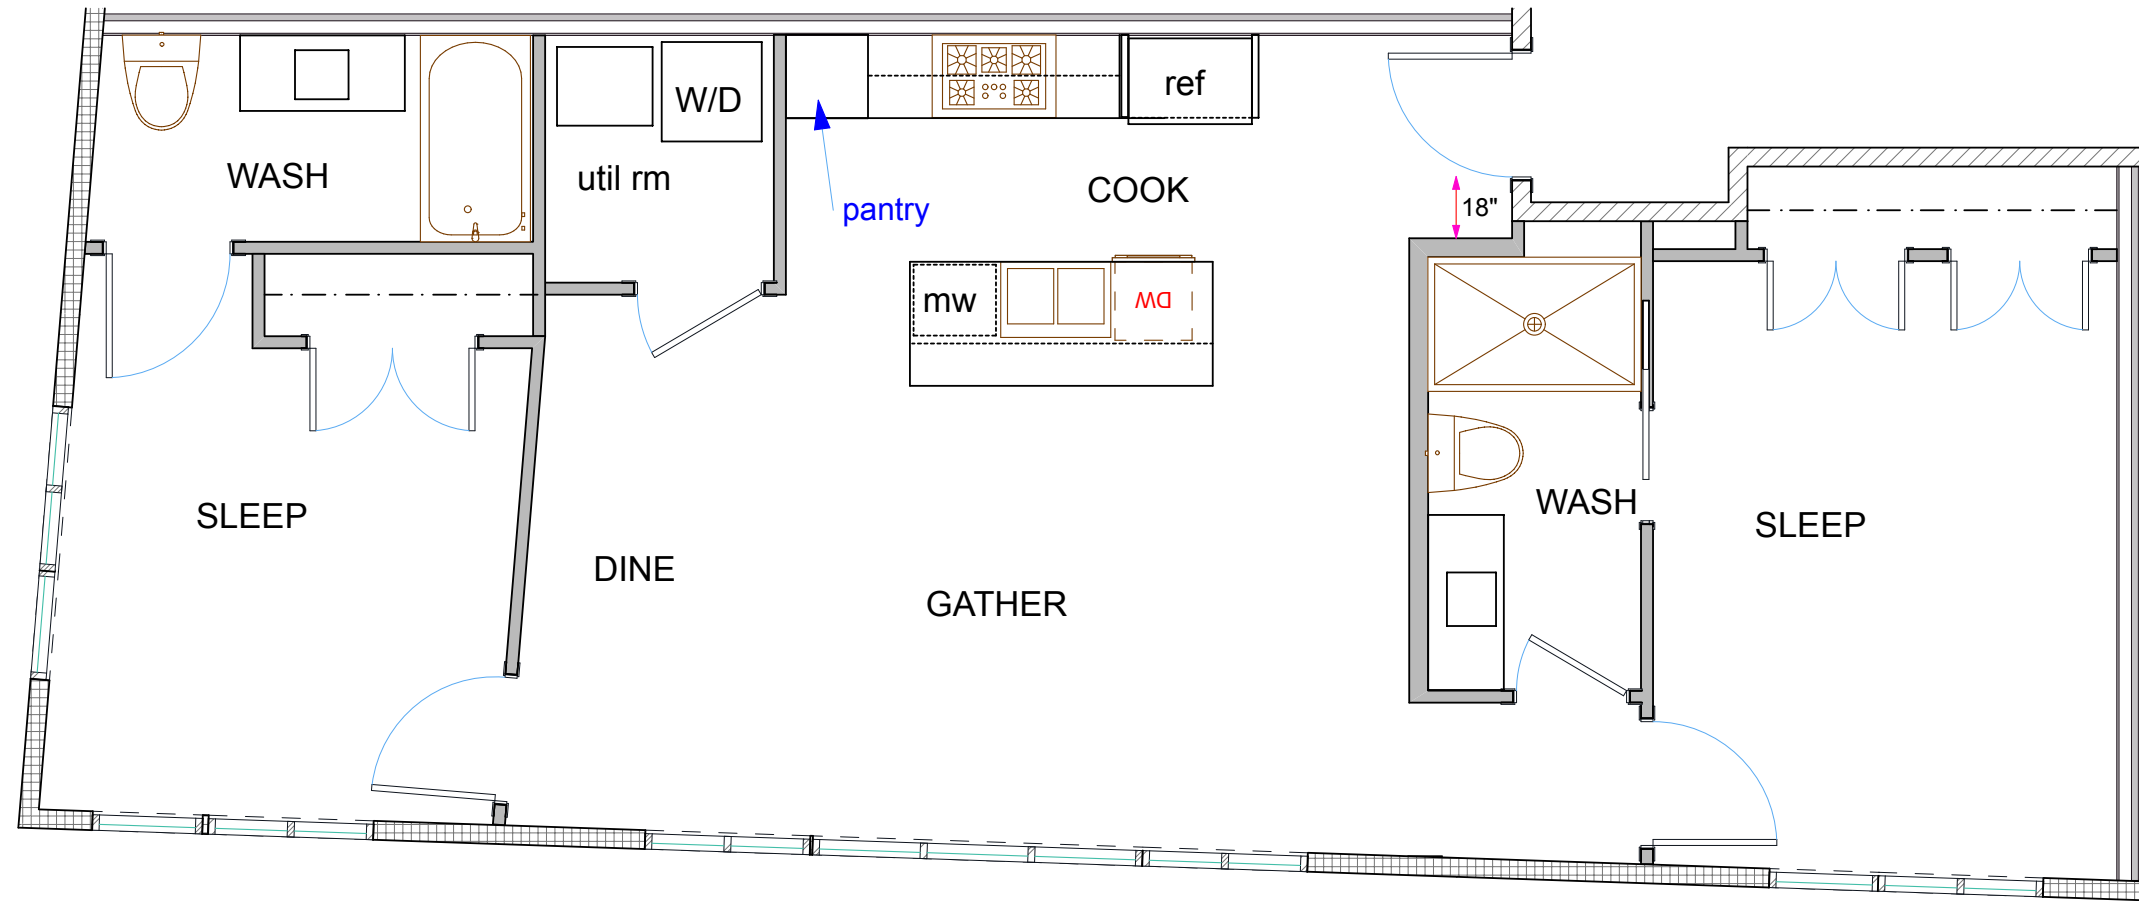 W/D
ref
WASH
util rm
COOK
pantry
18"
mw
DW
SLEEP
WASH
SLEEP
DINE
GATHER